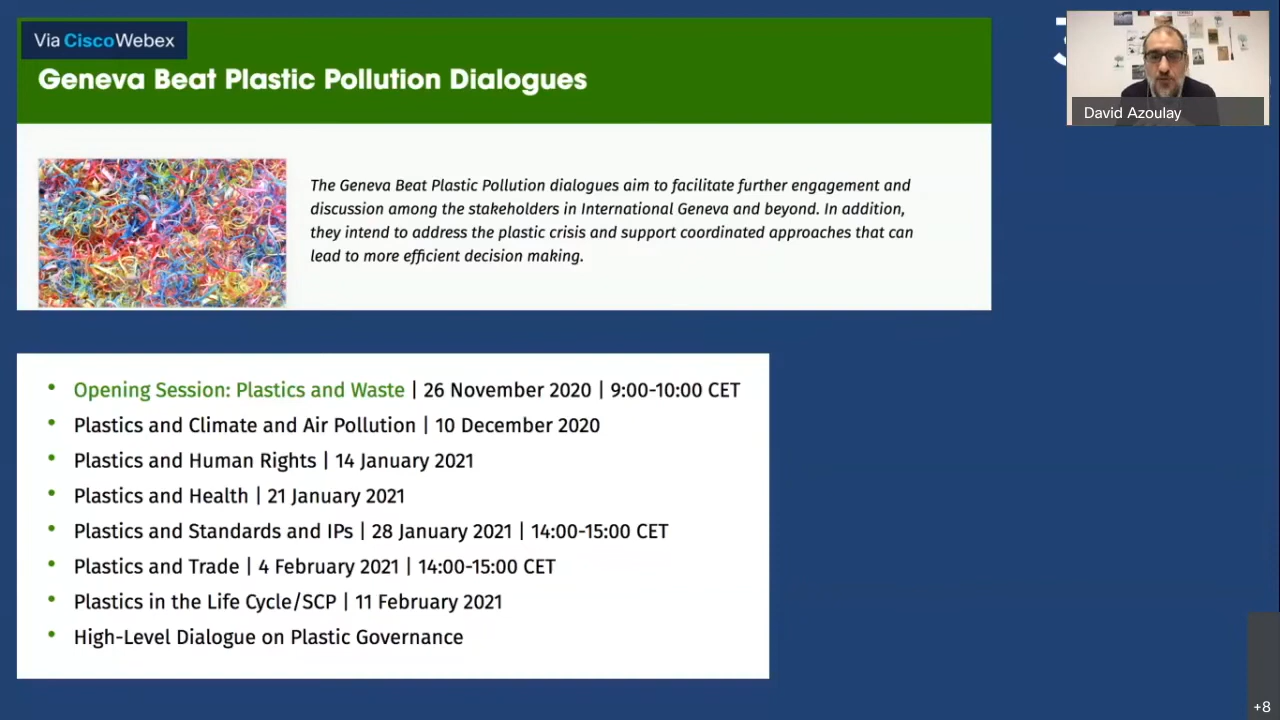 Via CiscoWebex
Geneva Beat Plastic Pollution Dialogues
David Azoulay
The Geneva Beat Plastic Pollution dialogues aim to facilitate further engagement and
discussion among the stakeholders in International Geneva and beyond. In addition,
they intend to address the plastic crisis and support coordinated approaches that can
lead to more efficient decision making.
• Opening Session: Plastics and Waste | 26 November 2020 | 9:00-10:00 CET
• Plastics and Climate and Air Pollution | 10 December 2020
• Plastics and Human Rights | 14 January 2021
• Plastics and Health | 21 January 2021
• Plastics and Standards and IPs | 28 January 2021 | 14:00-15:00 CET
• Plastics and Trade | 4 February 2021 | 14:00-15:00 CET
• Plastics in the Life Cycle/SCP | 11 February 2021
• High-Level Dialogue on Plastic Governance
+8